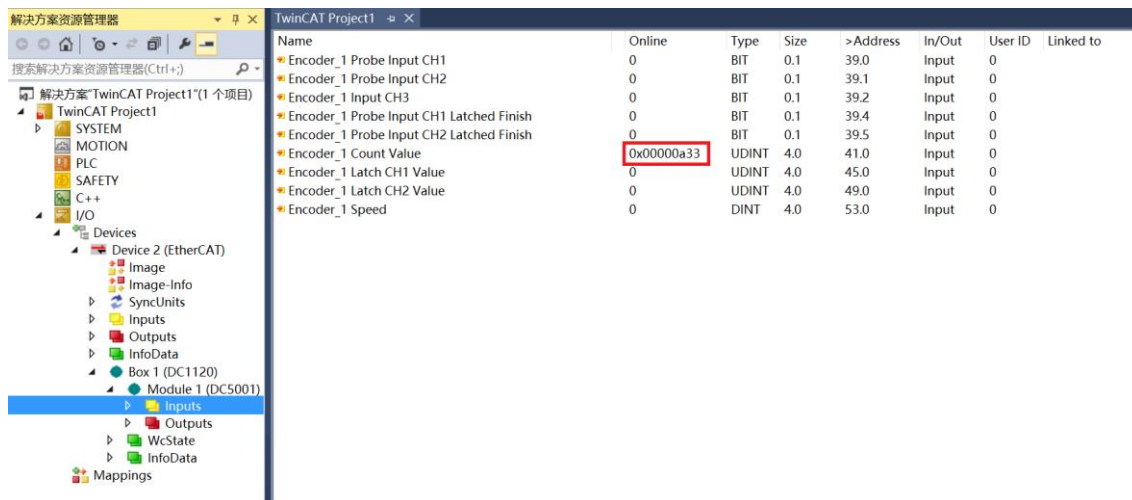 解决方案资源管理器
搜索解决方案资源管理器(Ctrl+;)
解决方案"TwinCAT Project1"(1 个项目)
TwinCAT Project1
SYSTEM
MOTION
PLC
SAFETY
C++
I/O
Devices
Device 2 (EtherCAT)
Image
Image-Info
SyncUnits
Inputs
Outputs
InfoData
Box 1 (DC1120)
Module 1 (DC5001)
Inputs
Outputs
WcState
InfoData
Mappings
TwinCAT Project1
Name Online Type Size >Address In/Out User ID Linked to
Encoder_1 Probe Input CH1 0 BIT 0.1 39.0 Input 0
Encoder_1 Probe Input CH2 0 BIT 0.1 39.1 Input 0
Encoder_1 Input CH3 0 BIT 0.1 39.2 Input 0
Encoder_1 Probe Input CH1 Latched Finish 0 BIT 0.1 39.4 Input 0
Encoder_1 Probe Input CH2 Latched Finish 0 BIT 0.1 39.5 Input 0
Encoder_1 Count Value 0x00000a33 UDINT 4.0 41.0 Input 0
Encoder_1 Latch CH1 Value 0 UDINT 4.0 45.0 Input 0
Encoder_1 Latch CH2 Value 0 UDINT 4.0 49.0 Input 0
Encoder_1 Speed 0 DINT 4.0 53.0 Input 0